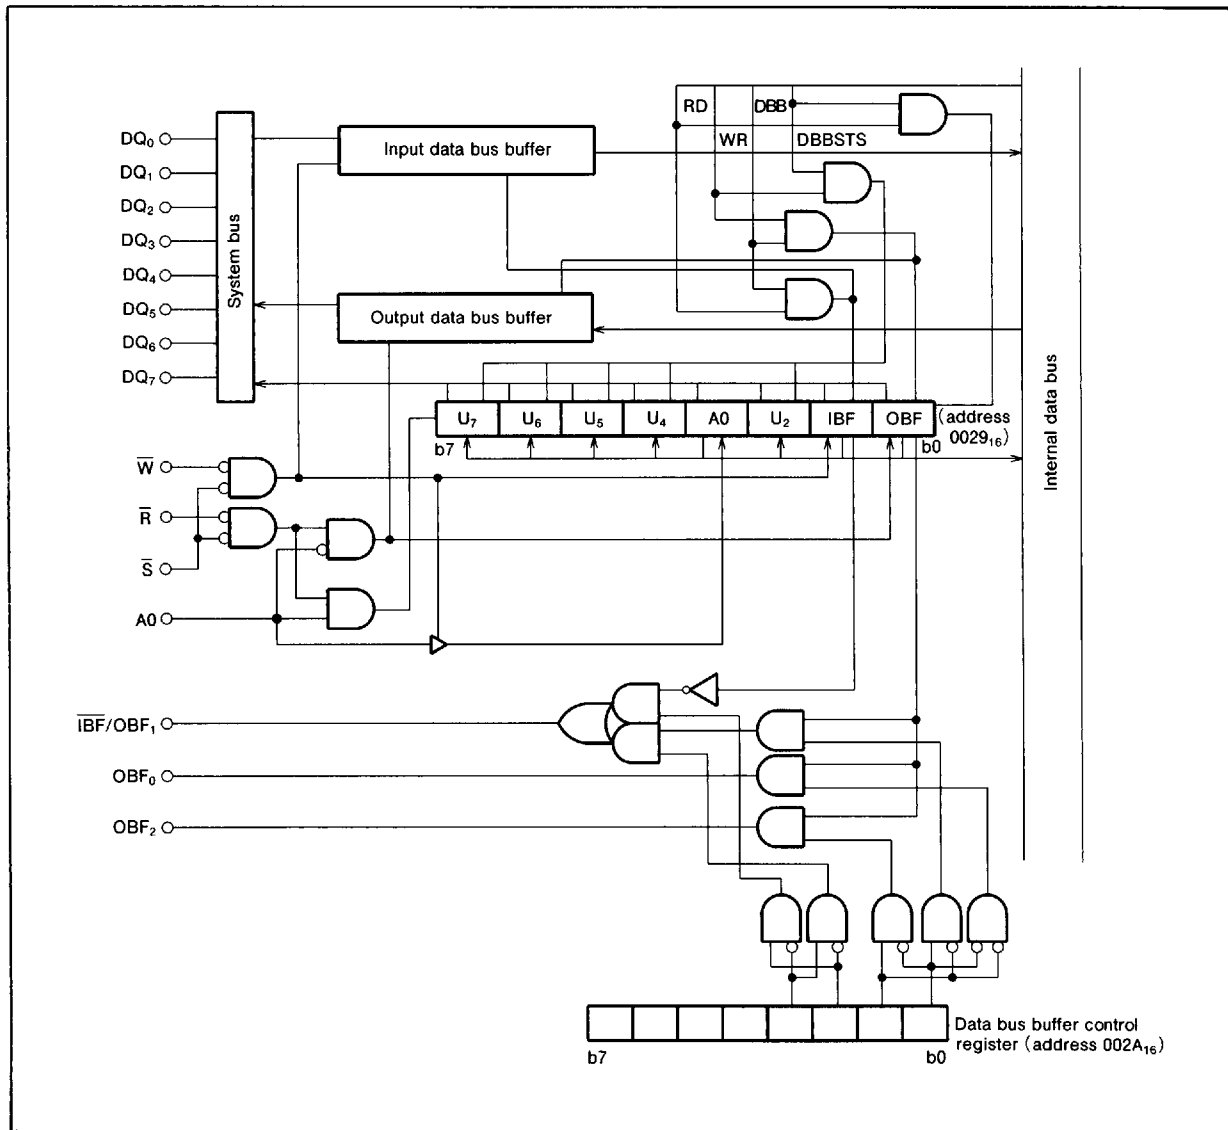 RD
DBB
WR
DBBSTS
DQ₀
DQ₁
DQ₂
DQ₃
DQ₄
DQ₅
DQ₆
DQ₇
System bus
Input data bus buffer
Output data bus buffer
U₇ U₆ U₅ U₄ A0 U₂ IBF OBF
(address
0029₁₆)
b7
b0
Internal data bus
W̅
R̅
S̅
A0
I̅B̅F̅/OBF₁
OBF₀
OBF₂
Data bus buffer control
register (address 002A₁₆)
b7
b0